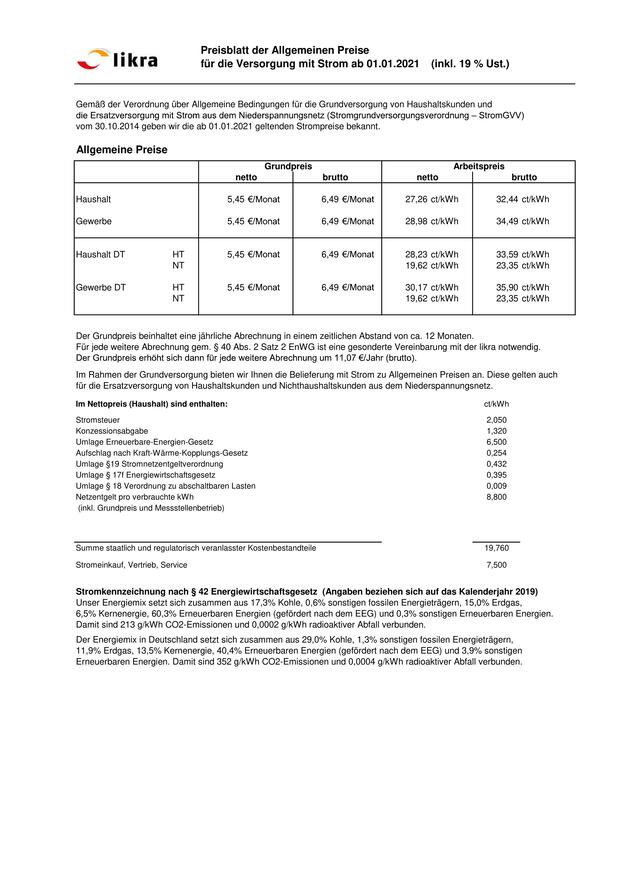 likra
Preisblatt der Allgemeinen Preise
für die Versorgung mit Strom ab 01.01.2021 (inkl. 19 % Ust.)
Gemäß der Verordnung über Allgemeine Bedingungen für die Grundversorgung von Haushaltskunden und
die Ersatzversorgung mit Strom aus dem Niederspannungsnetz (Stromgrundversorgungsverordnung – StromGVV)
vom 30.10.2014 geben wir die ab 01.01.2021 geltenden Strompreise bekannt.
Allgemeine Preise
Grundpreis Arbeitspreis
netto brutto netto brutto
Haushalt 5,45 €/Monat 6,49 €/Monat 27,26 ct/kWh 32,44 ct/kWh
Gewerbe 5,45 €/Monat 6,49 €/Monat 28,98 ct/kWh 34,49 ct/kWh
Haushalt DT HT 5,45 €/Monat 6,49 €/Monat 28,23 ct/kWh 33,59 ct/kWh
NT 19,62 ct/kWh 23,35 ct/kWh
Gewerbe DT HT 5,45 €/Monat 6,49 €/Monat 30,17 ct/kWh 35,90 ct/kWh
NT 19,62 ct/kWh 23,35 ct/kWh
Der Grundpreis beinhaltet eine jährliche Abrechnung in einem zeitlichen Abstand von ca. 12 Monaten.
Für jede weitere Abrechnung gem. § 40 Abs. 2 Satz 2 EnWG ist eine gesonderte Vereinbarung mit der likra notwendig.
Der Grundpreis erhöht sich dann für jede weitere Abrechnung um 11,07 €/Jahr (brutto).
Im Rahmen der Grundversorgung bieten wir Ihnen die Belieferung mit Strom zu Allgemeinen Preisen an. Diese gelten auch
für die Ersatzversorgung von Haushaltskunden und Nichthaushaltskunden aus dem Niederspannungsnetz.
Im Nettopreis (Haushalt) sind enthalten: ct/kWh
Stromsteuer 2,050
Konzessionsabgabe 1,320
Umlage Erneuerbare-Energien-Gesetz 6,500
Aufschlag nach Kraft-Wärme-Kopplungs-Gesetz 0,254
Umlage §19 Stromnetzentgeltverordnung 0,432
Umlage § 17f Energiewirtschaftsgesetz 0,395
Umlage § 18 Verordnung zu abschaltbaren Lasten 0,009
Netzentgelt pro verbrauchte kWh 8,800
(inkl. Grundpreis und Messstellenbetrieb)
Summe staatlich und regulatorisch veranlasster Kostenbestandteile 19,760
Stromeinkauf, Vertrieb, Service 7,500
Stromkennzeichnung nach § 42 Energiewirtschaftsgesetz (Angaben beziehen sich auf das Kalenderjahr 2019)
Unser Energiemix setzt sich zusammen aus 17,3% Kohle, 0,6% sonstigen fossilen Energieträgern, 15,0% Erdgas,
6,5% Kernenergie, 60,3% Erneuerbaren Energien (gefördert nach dem EEG) und 0,3% sonstigen Erneuerbaren Energien.
Damit sind 213 g/kWh CO2-Emissionen und 0,0002 g/kWh radioaktiver Abfall verbunden.
Der Energiemix in Deutschland setzt sich zusammen aus 29,0% Kohle, 1,3% sonstigen fossilen Energieträgern,
11,9% Erdgas, 13,5% Kernenergie, 40,4% Erneuerbaren Energien (gefördert nach dem EEG) und 3,9% sonstigen
Erneuerbaren Energien. Damit sind 352 g/kWh CO2-Emissionen und 0,0004 g/kWh radioaktiver Abfall verbunden.